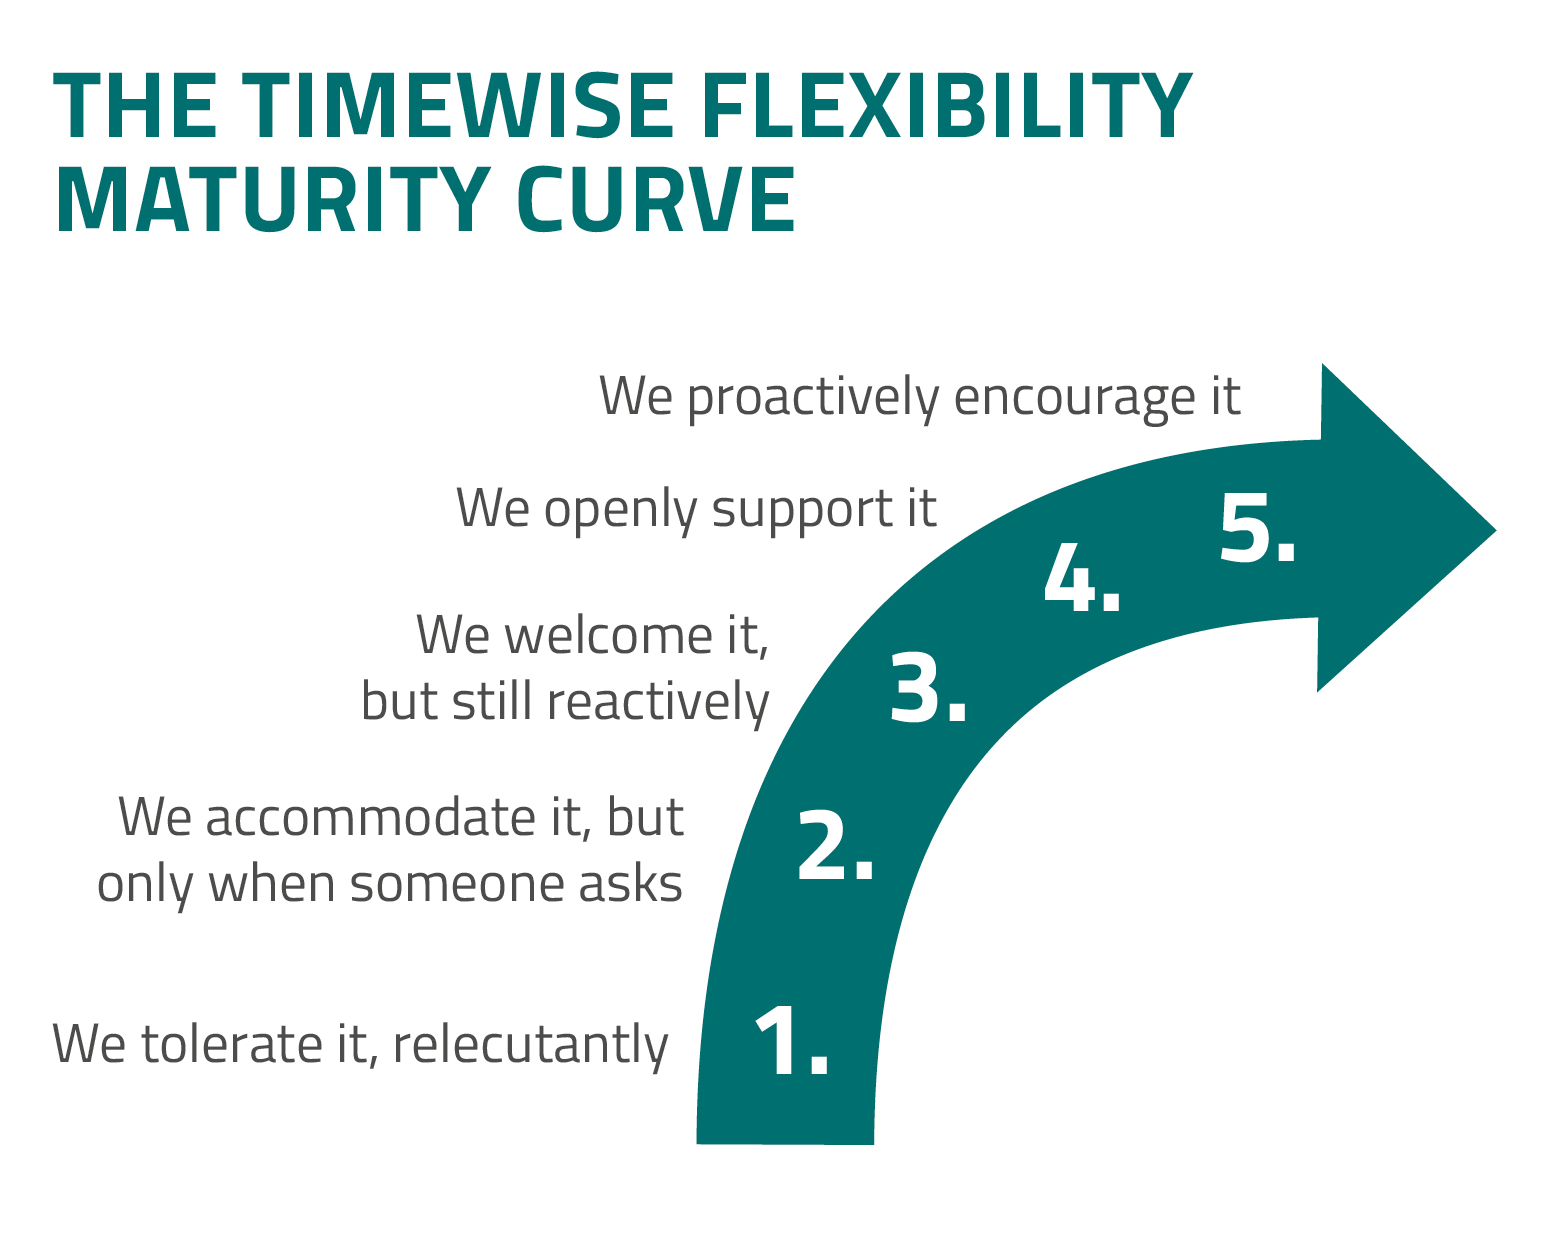 THE TIMEWISE FLEXIBILITY
MATURITY CURVE
We proactively encourage it
5.
We openly support it
4.
We welcome it,
but still reactively
3.
We accommodate it, but
only when someone asks
2.
We tolerate it, relecutantly
1.